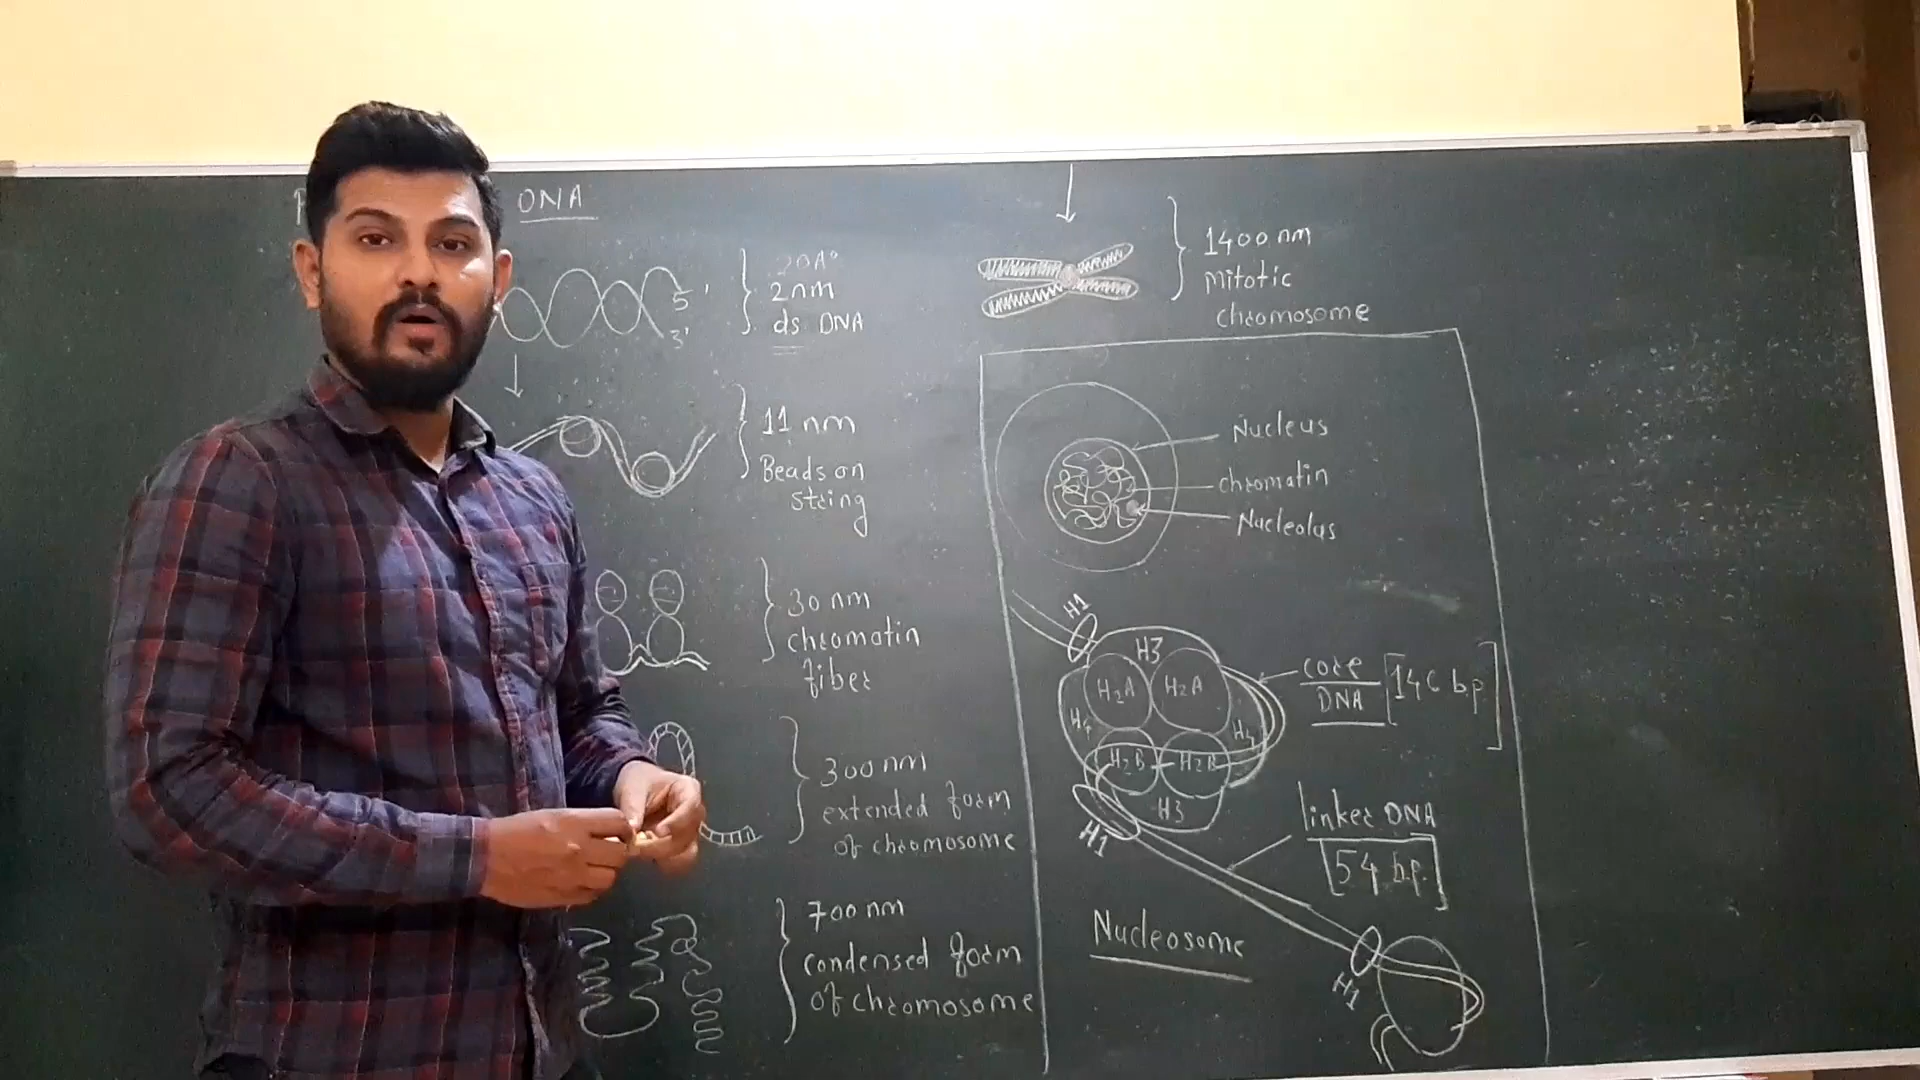 DNA
5'
3'
20A°
2nm
ds DNA
11 nm
Beads on
string
30 nm
chromatin
fiber
300 nm
extended form
of chromosome
700 nm
condensed form
of chromosome
1400 nm
mitotic
chromosome
Nucleus
chromatin
Nucleolas
H1
H3
H2A H2A
H4 H4
H2B H2B
H3
H1
core
DNA
[146 b.p.]
linker DNA
[54 b.p.]
Nucleosome
H1